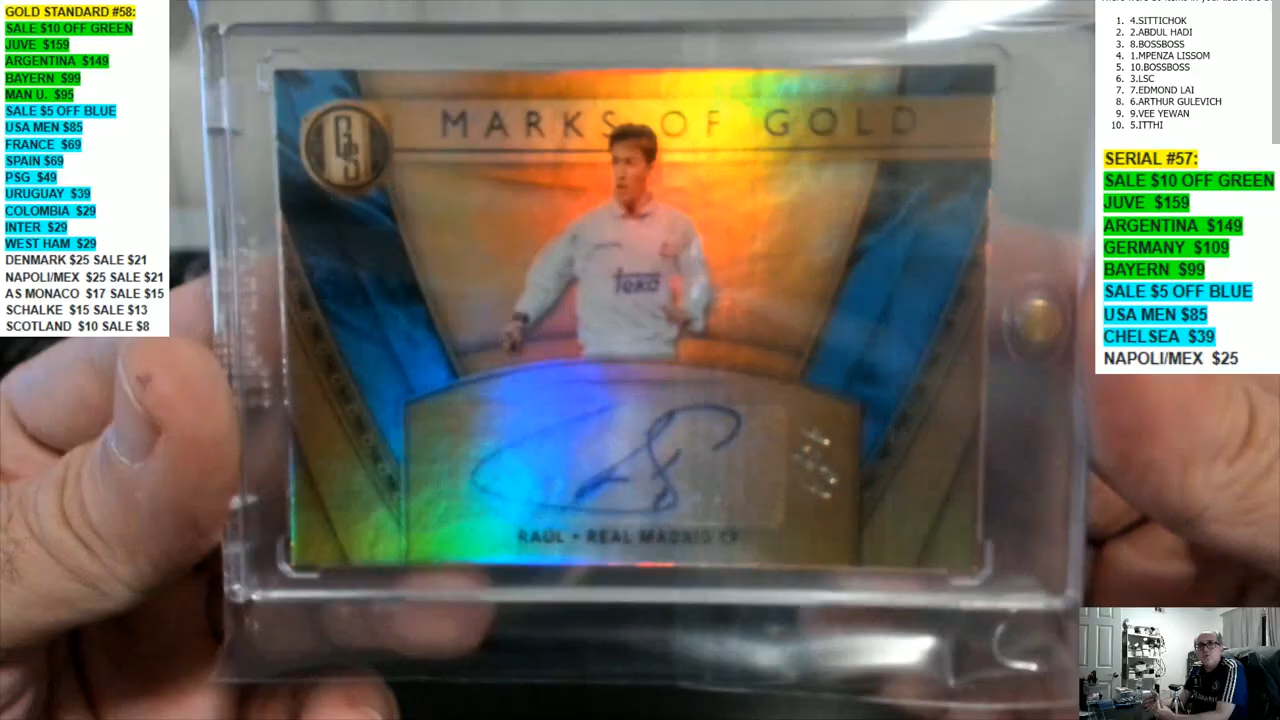 GOLD STANDARD #58:
SALE $10 OFF GREEN
JUVE $159
ARGENTINA $149
BAYERN $99
MAN U. $95
SALE $5 OFF BLUE
USA MEN $85
FRANCE $69
SPAIN $69
PSG $49
URUGUAY $39
COLOMBIA $29
INTER $29
WEST HAM $29
DENMARK $25 SALE $21
NAPOLI/MEX $25 SALE $21
AS MONACO $17 SALE $15
SCHALKE $15 SALE $13
SCOTLAND $10 SALE $8
MARKS OF GOLD
GS
teka
RAÚL • REAL MADRID CF
1. 4.SITTICHOK
2. 2.ABDUL HADI
3. 8.BOSSBOSS
4. 1.MPENZA LISSOM
5. 10.BOSSBOSS
6. 3.LSC
7. 7.EDMOND LAI
8. 6.ARTHUR GULEVICH
9. 9.VEE YEWAN
10. 5.ITTHI
SERIAL #57:
SALE $10 OFF GREEN
JUVE $159
ARGENTINA $149
GERMANY $109
BAYERN $99
SALE $5 OFF BLUE
USA MEN $85
CHELSEA $39
NAPOLI/MEX $25